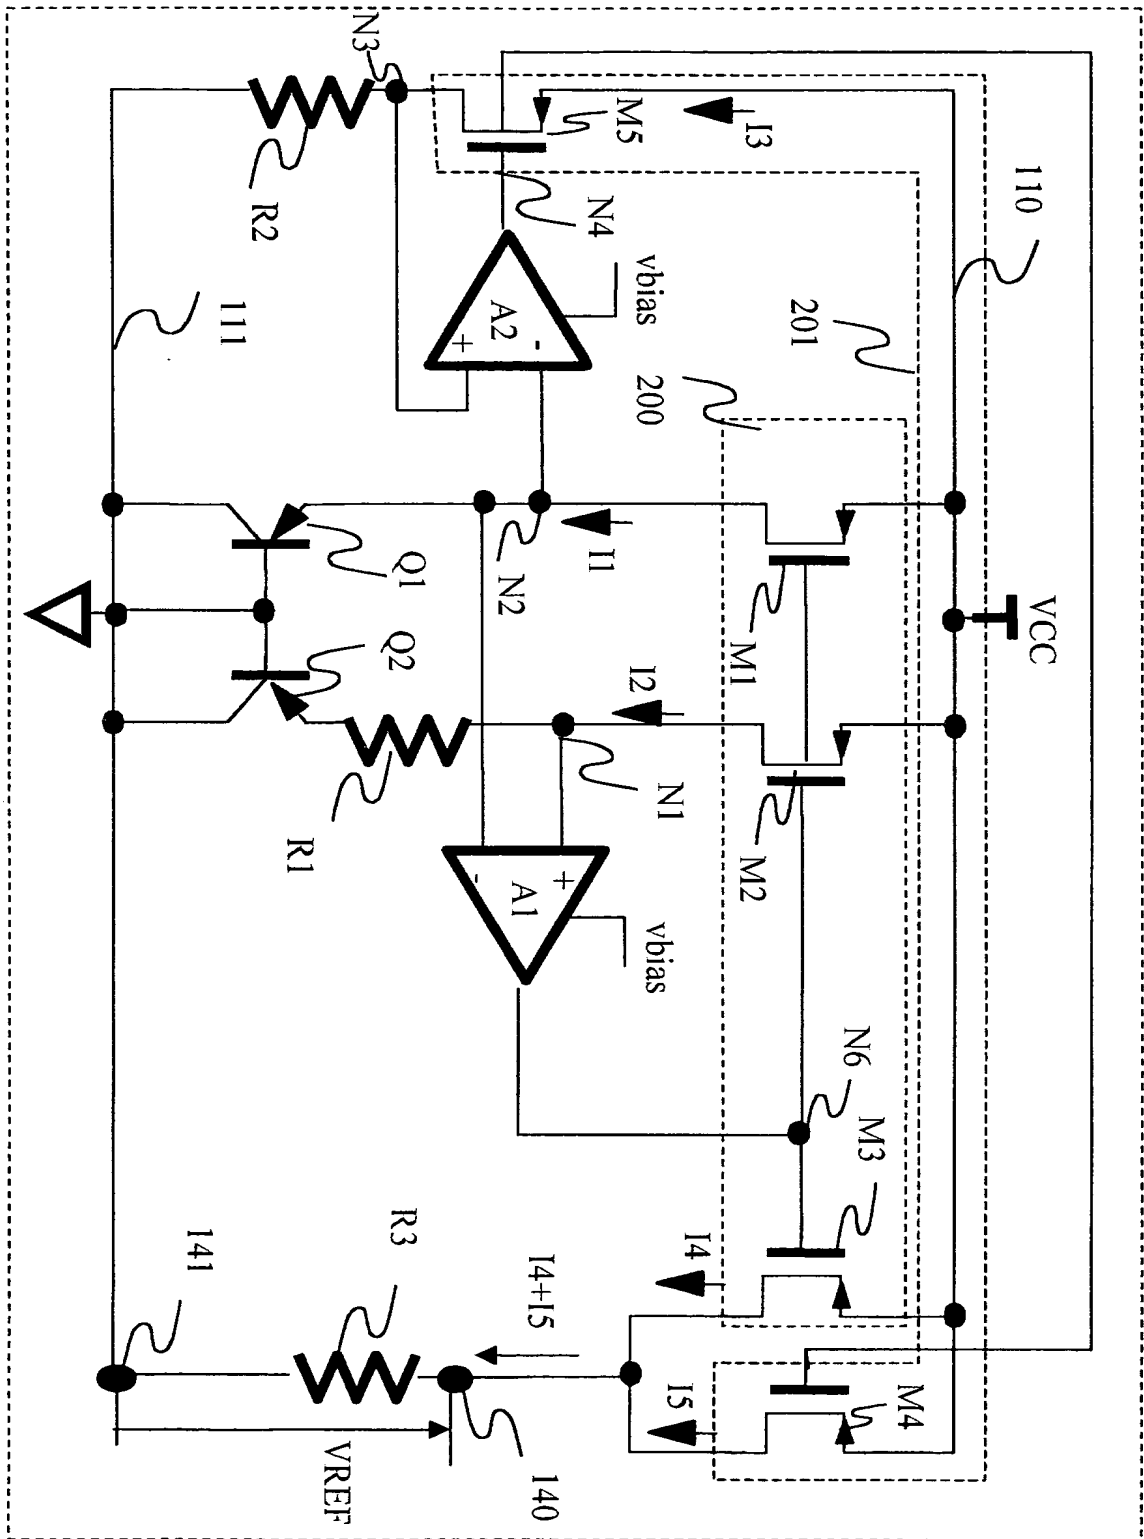 110
VCC
M4
M3
N6
201
I3
M1
M2
I4
I5
N1
vbias
200
I2
vbias
M5
N4
I1
I4+I5
140
-
A2
+
+
A1
-
N2
Q1
Q2
R3
N3
VREF
R1
R2
111
141